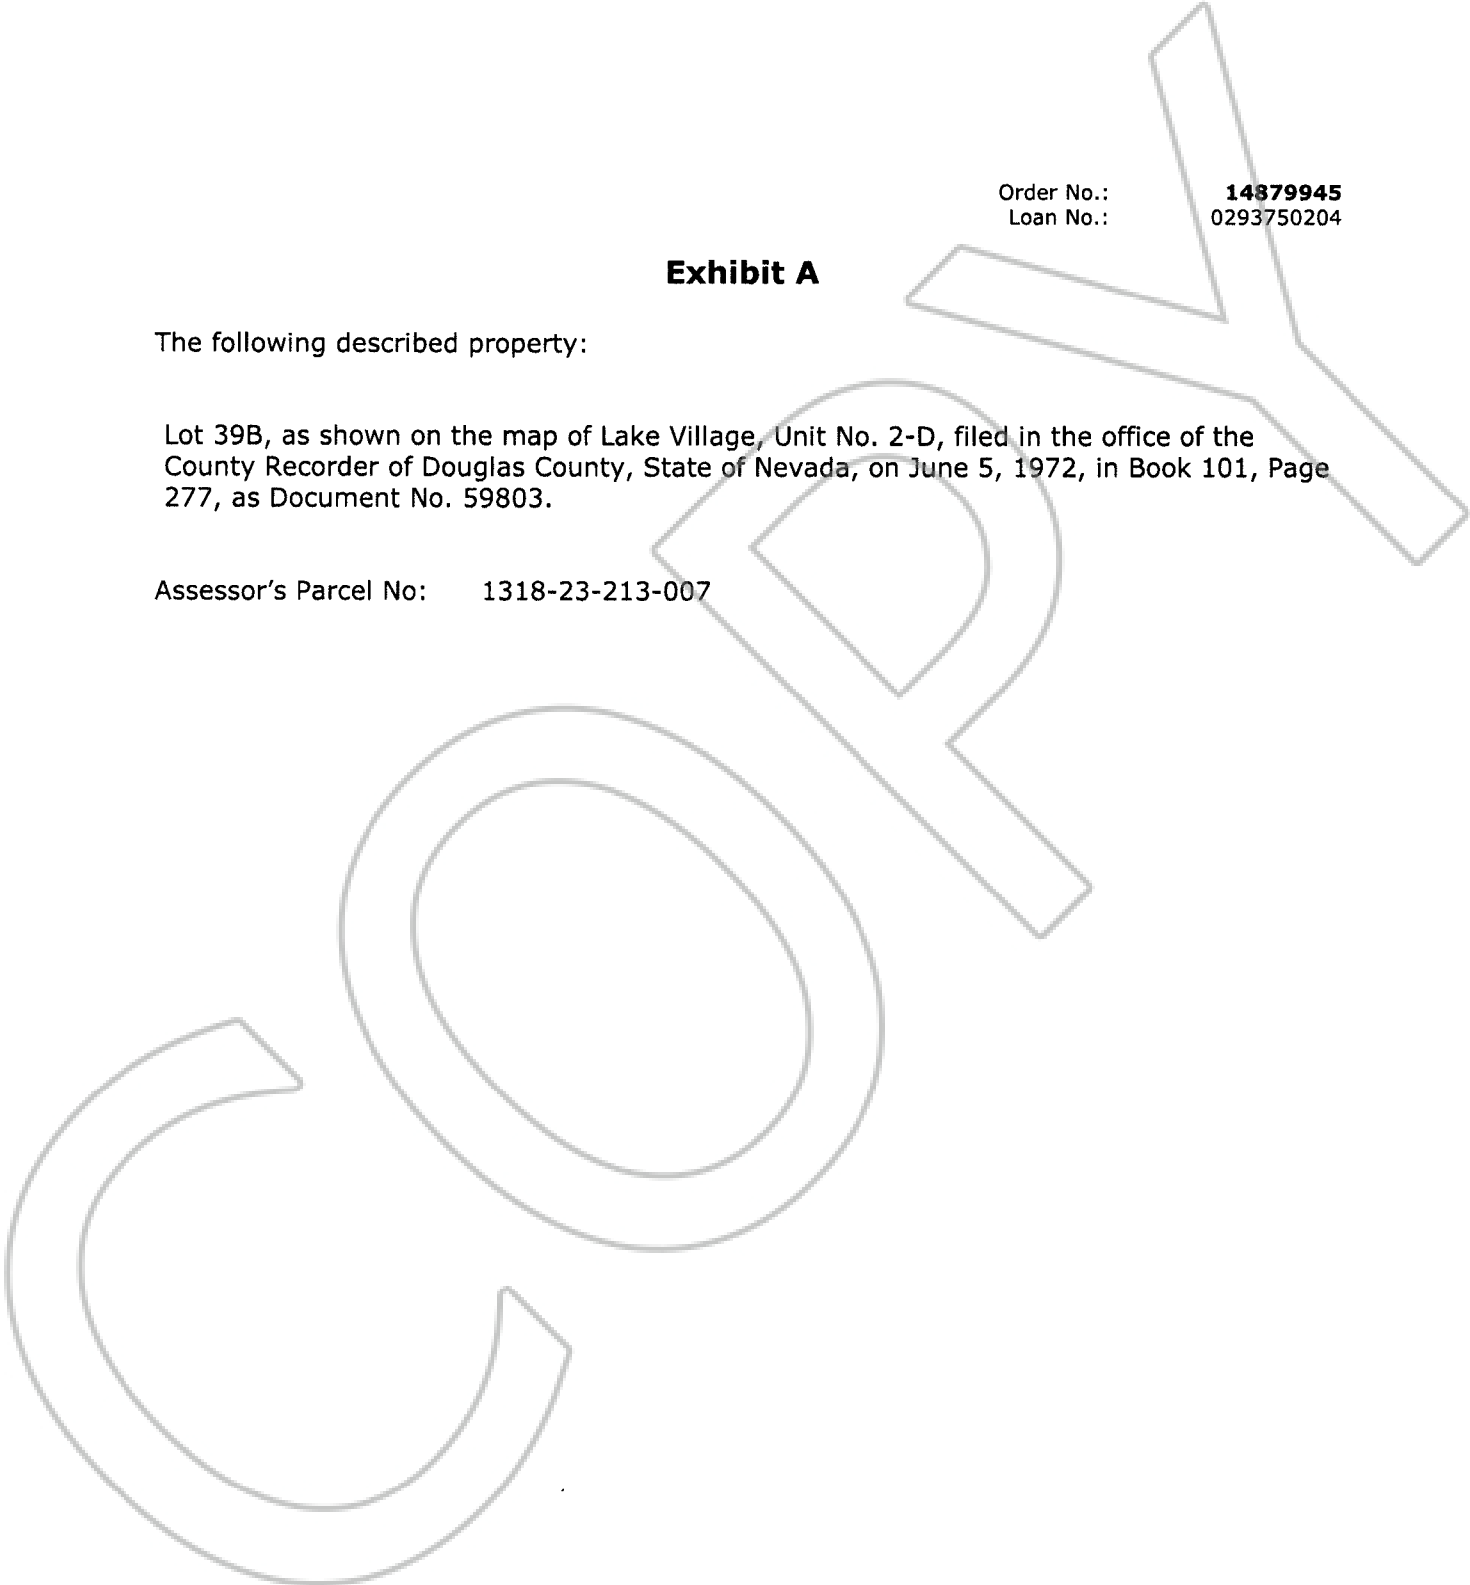 Order No.: 14879945
Loan No.: 0293750204
Exhibit A
The following described property:
Lot 39B, as shown on the map of Lake Village, Unit No. 2-D, filed in the office of the
County Recorder of Douglas County, State of Nevada, on June 5, 1972, in Book 101, Page
277, as Document No. 59803.
Assessor's Parcel No: 1318-23-213-007
COPY